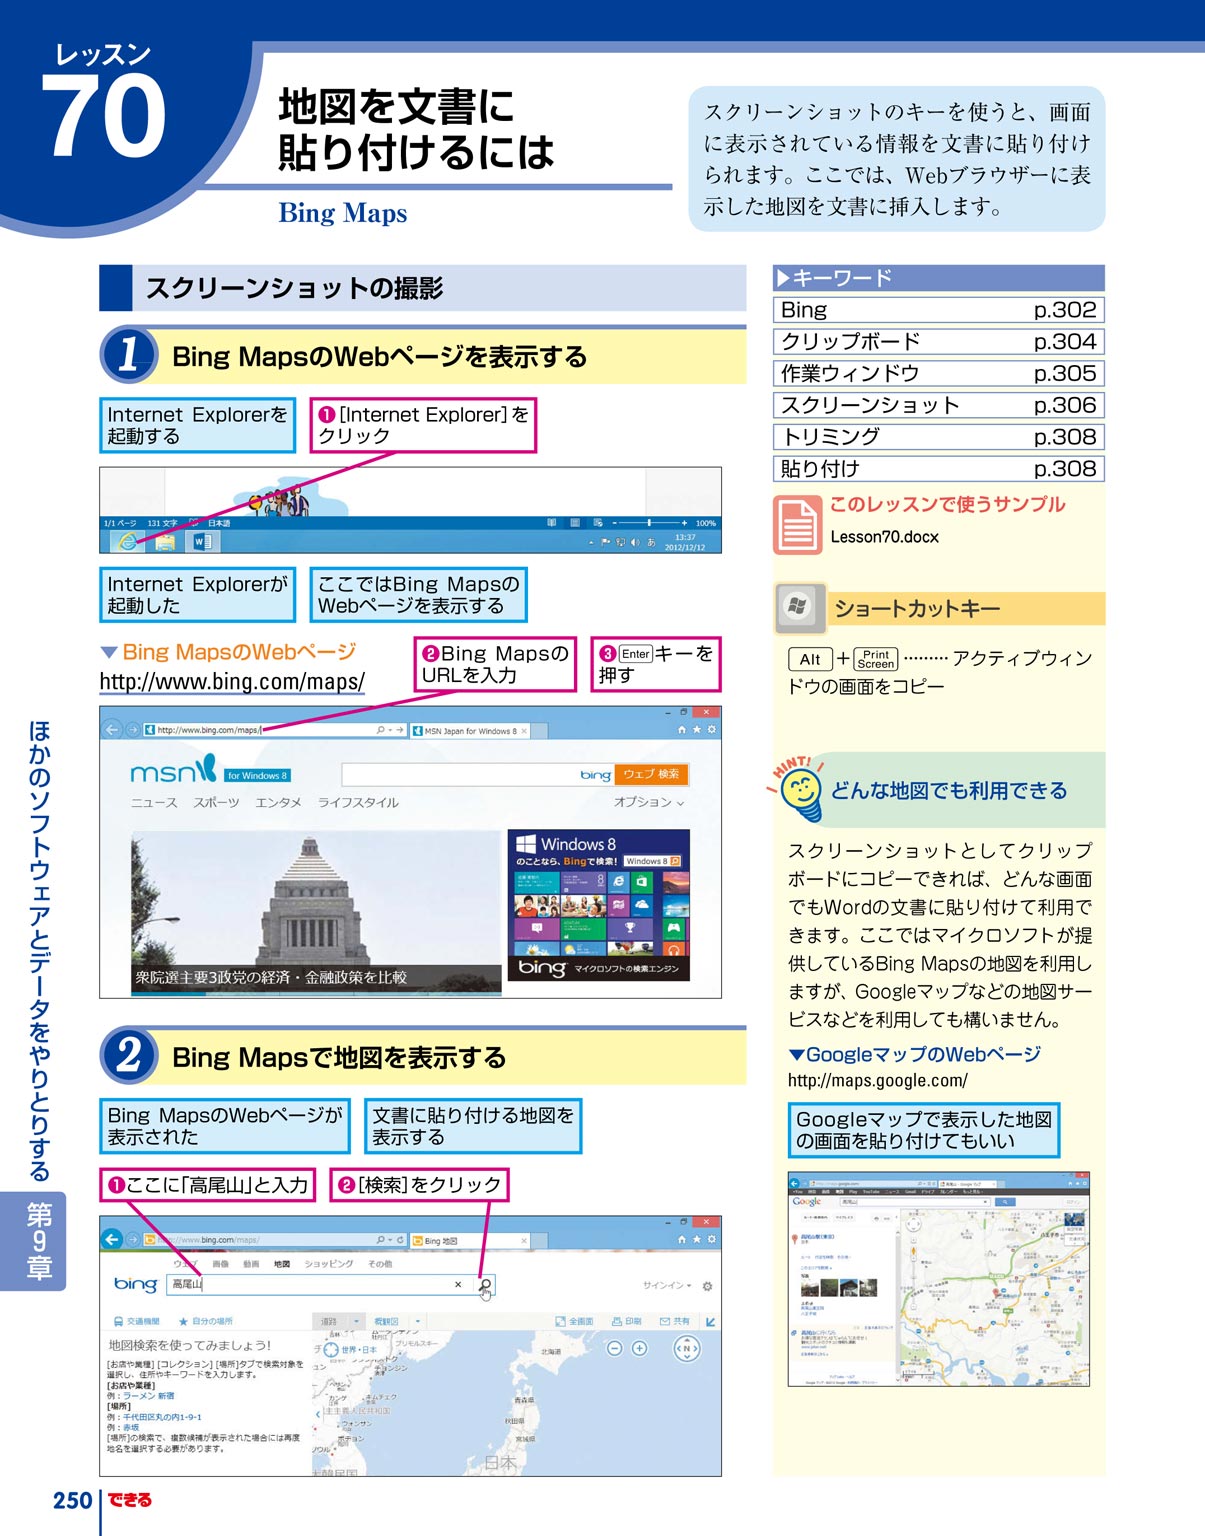 レッスン
70
地図を文書に
貼り付けるには
Bing Maps
スクリーンショットのキーを使うと、画面
に表示されている情報を文書に貼り付け
られます。ここでは、Webブラウザーに表
示した地図を文書に挿入します。
スクリーンショットの撮影
1 Bing MapsのWebページを表示する
Internet Explorerを
起動する
❶[Internet Explorer]を
クリック
1/1 ページ 131 文字 日本語
100%
あ
13:37
2012/12/12
Internet Explorerが
起動した
ここではBing Mapsの
Webページを表示する
▼Bing MapsのWebページ
http://www.bing.com/maps/
❷Bing Mapsの
URLを入力
❸Enterキーを
押す
http://www.bing.com/maps/
MSN Japan for Windows 8
msn for Windows 8
bing ウェブ 検索
ニュース スポーツ エンタメ ライフスタイル
オプション
衆院選主要3政党の経済・金融政策を比較
Windows 8
のことなら、Bingで検索! Windows 8
bing マイクロソフトの検索エンジン
2 Bing Mapsで地図を表示する
Bing MapsのWebページが
表示された
文書に貼り付ける地図を
表示する
❶ここに「高尾山」と入力
❷[検索]をクリック
http://www.bing.com/maps/
Bing 地図
ウェブ 画像 動画 地図 ショッピング その他
bing 高尾山
サインイン
交通機関 自分の場所
道路 概観図
全画面 印刷 共有
地図検索を使ってみましょう!
[お店や業種] [コレクション] [場所]タブで検索対象を
選択し、住所やキーワードを入力します。
[お店や業種]
例：ラーメン 新宿
[場所]
例：千代田区丸の内1-9-1
例：赤坂
[場所]の検索で、複数候補が表示された場合には再度
地名を選択する必要があります。
世界・日本
北海道
青森県
秋田県
宮城県
日本
大韓民国
▶キーワード
Bing p.302
クリップボード p.304
作業ウィンドウ p.305
スクリーンショット p.306
トリミング p.308
貼り付け p.308
このレッスンで使うサンプル
Lesson70.docx
ショートカットキー
Alt＋Print Screen ……… アクティブウィン
ドウの画面をコピー
HINT!
どんな地図でも利用できる
スクリーンショットとしてクリップ
ボードにコピーできれば、どんな画面
でもWordの文書に貼り付けて利用で
きます。ここではマイクロソフトが提
供しているBing Mapsの地図を利用し
ますが、Googleマップなどの地図サー
ビスなどを利用しても構いません。
▼GoogleマップのWebページ
http://maps.google.com/
Googleマップで表示した地図
の画面を貼り付けてもいい
Google 高尾山
ほかのソフトウェアとデータをやりとりする
第9章
250 できる